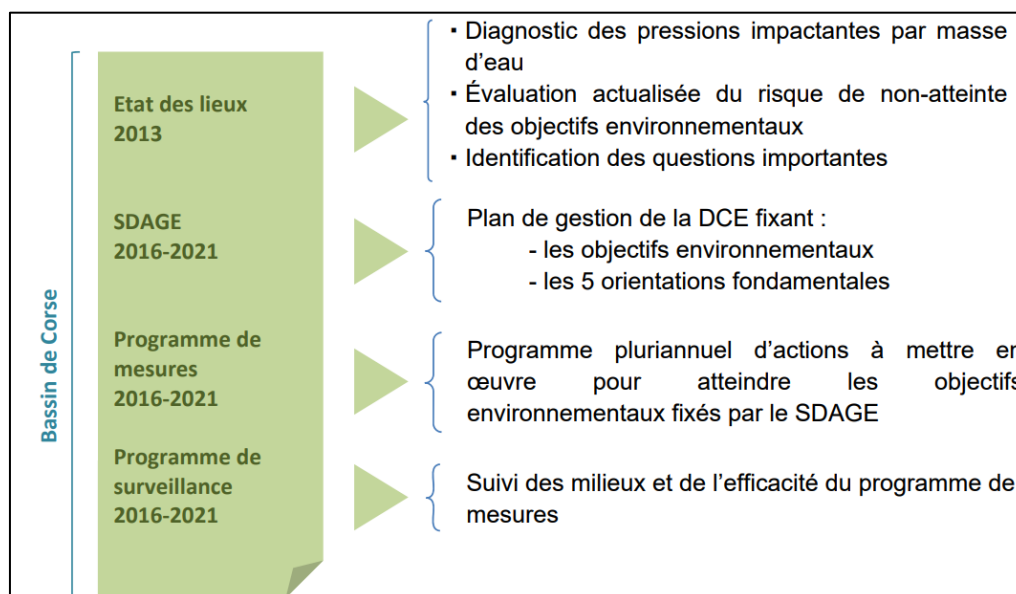 Bassin de Corse
Etat des lieux
2013
▪ Diagnostic des pressions impactantes par masse
d’eau
▪ Évaluation actualisée du risque de non-atteinte
des objectifs environnementaux
▪ Identification des questions importantes
SDAGE
2016-2021
Plan de gestion de la DCE fixant :
- les objectifs environnementaux
- les 5 orientations fondamentales
Programme de
mesures
2016-2021
Programme pluriannuel d’actions à mettre en
œuvre pour atteindre les objectifs
environnementaux fixés par le SDAGE
Programme de
surveillance
2016-2021
Suivi des milieux et de l’efficacité du programme de
mesures